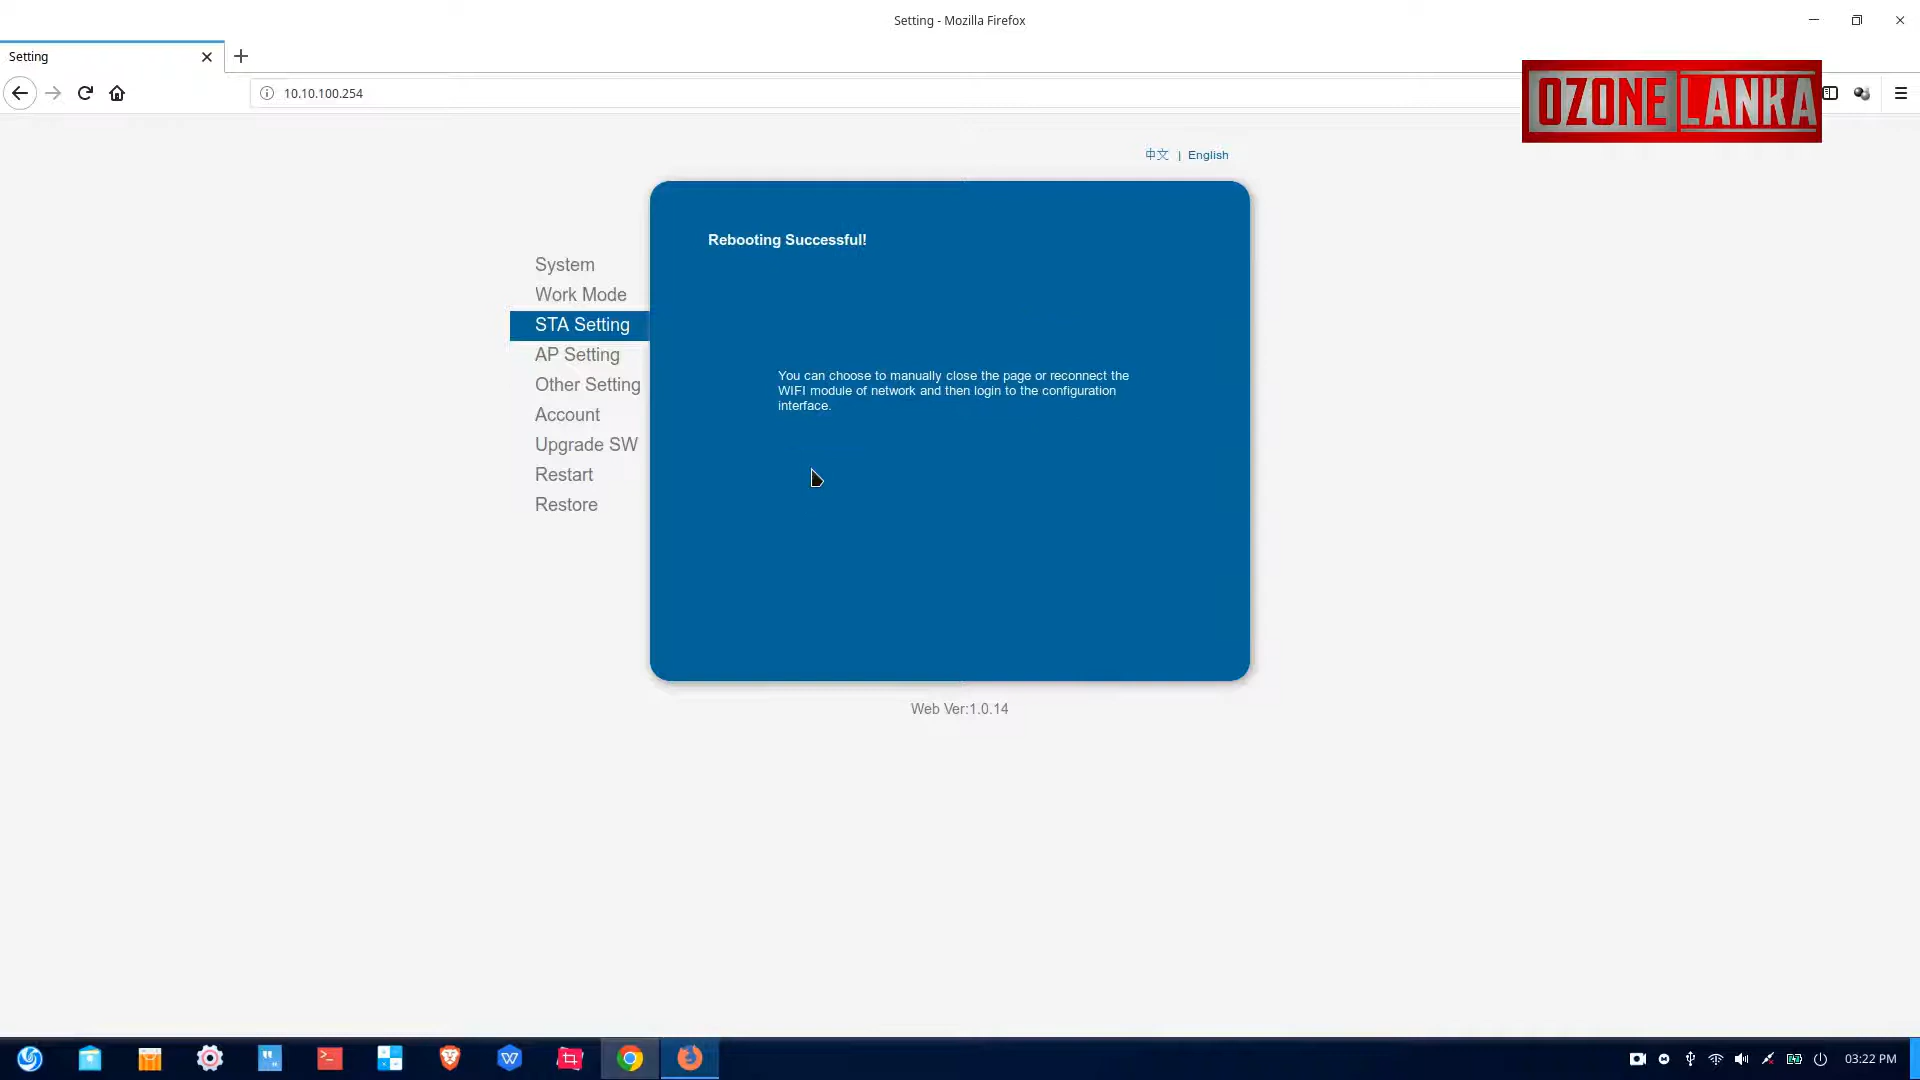 Setting - Mozilla Firefox
Setting
10.10.100.254
OZONE LANKA
中文 | English
Rebooting Successful!
System
Work Mode
STA Setting
AP Setting
Other Setting
Account
Upgrade SW
Restart
Restore
You can choose to manually close the page or reconnect the
WIFI module of network and then login to the configuration
interface.
Web Ver:1.0.14
03:22 PM